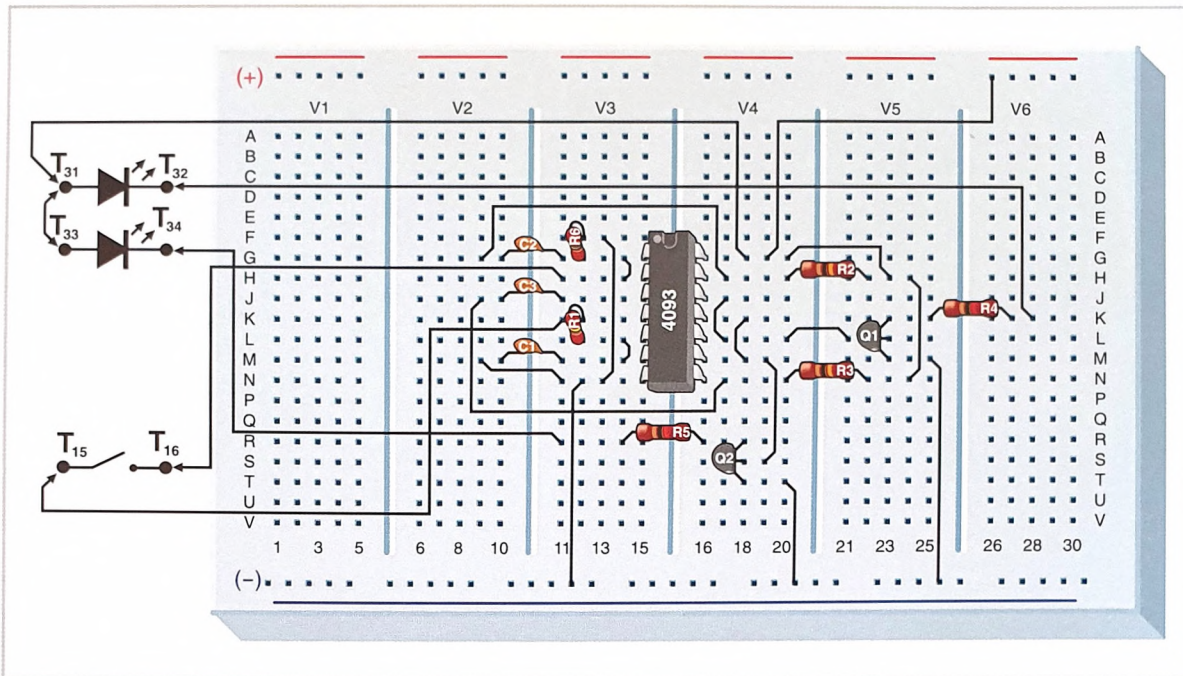 (+)
V1 V2 V3 V4 V5 V6
A A
B B
T31 T32 C C
D D
E E
T33 T34 F R6 F
C2
G G
H R2 H
C3
J 4093 J
R4
K R1 K
Q1
L L
C1
M M
R3
N N
P P
Q Q
R R5 R
T15 T16 S Q2 S
T T
U U
V V
1 3 5 6 8 10 11 13 15 16 18 20 21 23 25 26 28 30
(–)